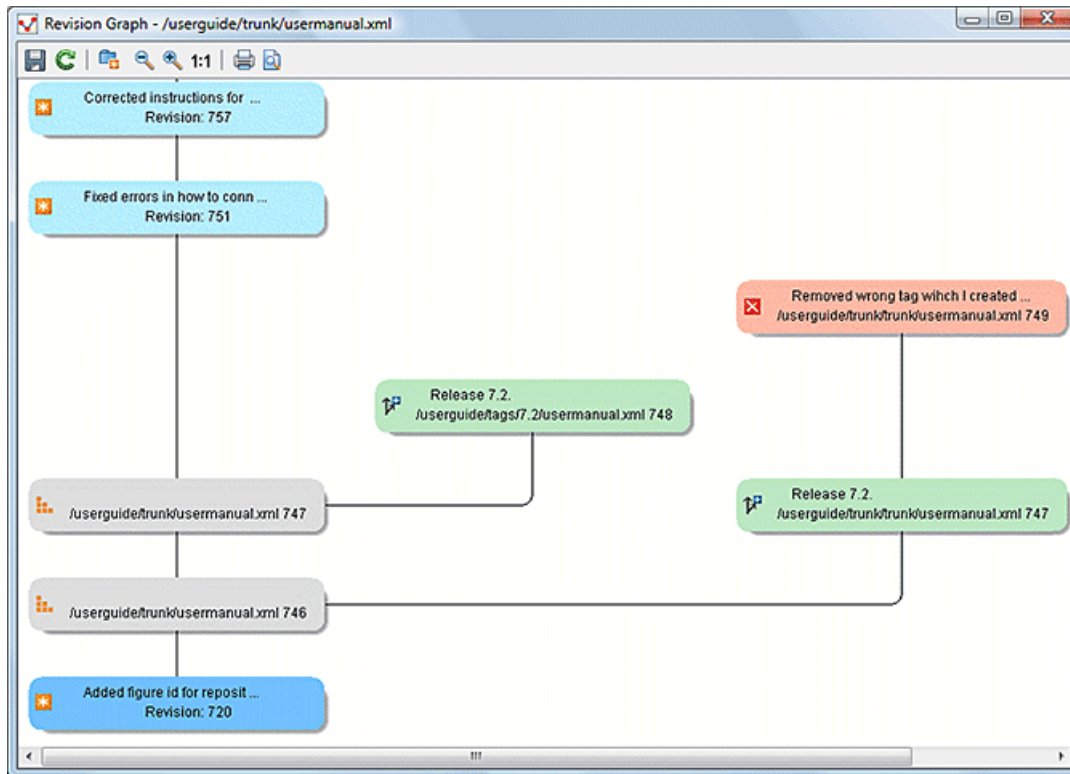 Revision Graph - /userguide/trunk/usermanual.xml
1:1
Corrected instructions for ...
Revision: 757
Fixed errors in how to conn ...
Revision: 751
Removed wrong tag wihch I created ...
/userguide/trunk/trunk/usermanual.xml 749
Release 7.2.
/userguide/tags/7.2/usermanual.xml 748
/userguide/trunk/usermanual.xml 747
Release 7.2.
/userguide/trunk/trunk/usermanual.xml 747
/userguide/trunk/usermanual.xml 746
Added figure id for reposit ...
Revision: 720